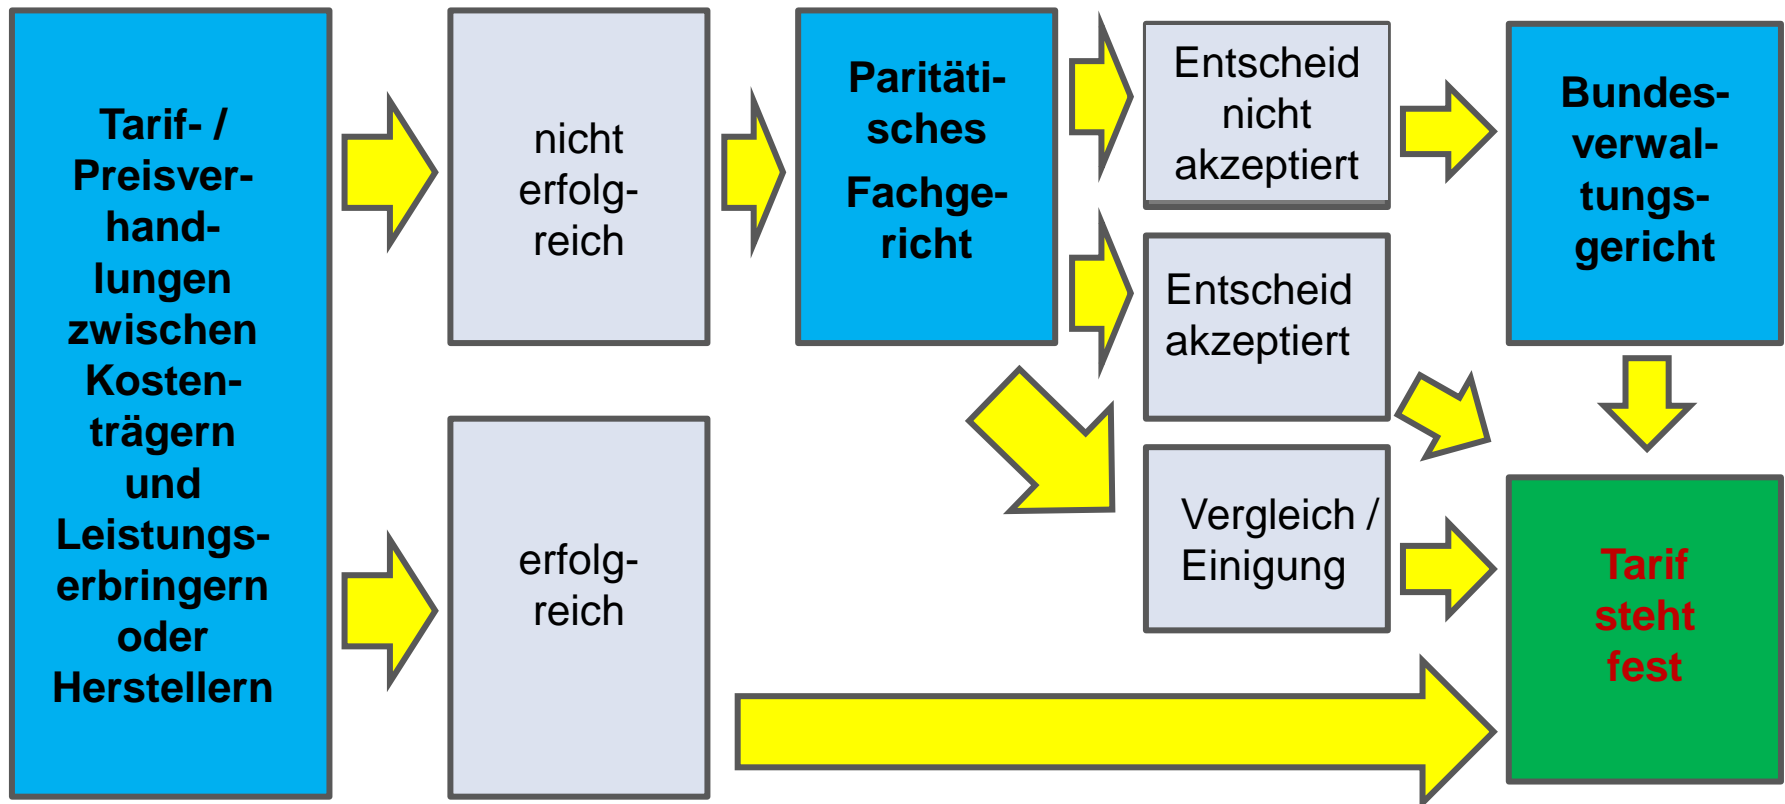 Tarif- /
Preisver-
hand-
lungen
zwischen
Kosten-
trägern
und
Leistungs-
erbringern
oder
Herstellern
nicht
erfolg-
reich
erfolg-
reich
Paritäti-
sches
Fachge-
richt
Entscheid
nicht
akzeptiert
Entscheid
akzeptiert
Vergleich /
Einigung
Bundes-
verwal-
tungs-
gericht
Tarif
steht
fest